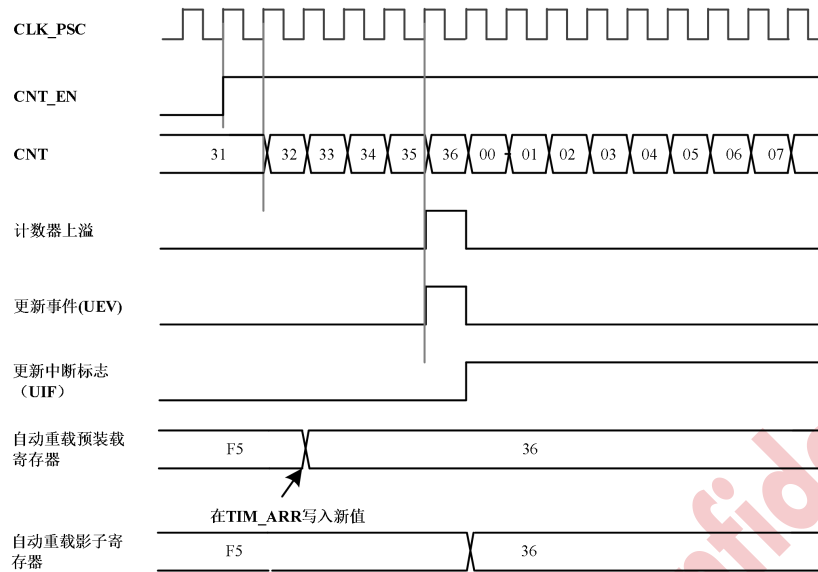 CLK_PSC
CNT_EN
CNT 31 32 33 34 35 36 00 01 02 03 04 05 06 07
计数器上溢
更新事件(UEV)
更新中断标志
（UIF）
自动重载预装载
寄存器
F5 36
在TIM_ARR写入新值
自动重载影子寄
存器
F5 36